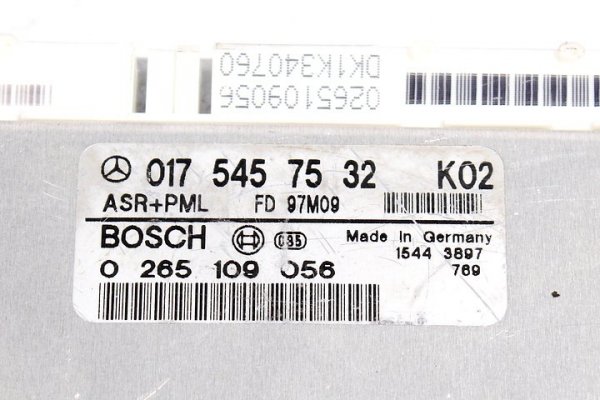 DK1K340760
0265109056
017 545 75 32 K02
ASR+PML FD 97M09
BOSCH 085 Made in Germany
1544 3897
0 265 109 056 769